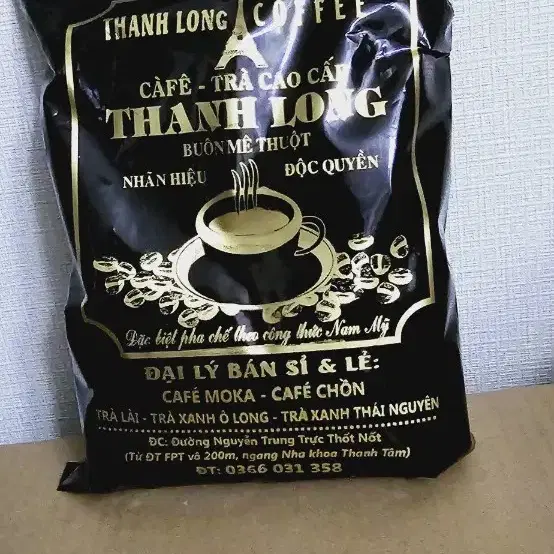 THANH LONG COFFEE
CÀFÊ - TRÀ CAO CẤP
THANH LONG
BUÔN MÊ THUỘT
NHÃN HIỆU ĐỘC QUYỀN
Đặc biệt pha chế theo công thức Nam Mỹ
ĐẠI LÝ BÁN SỈ & LẺ:
CAFÉ MOKA - CAFÉ CHỒN
TRÀ LÀI - TRÀ XANH Ô LONG - TRÀ XANH THÁI NGUYÊN
ĐC: Đường Nguyễn Trung Trực Thốt Nốt
(Từ ĐT FPT vô 200m, ngang Nha khoa Thanh Tâm)
ĐT: 0366 031 358